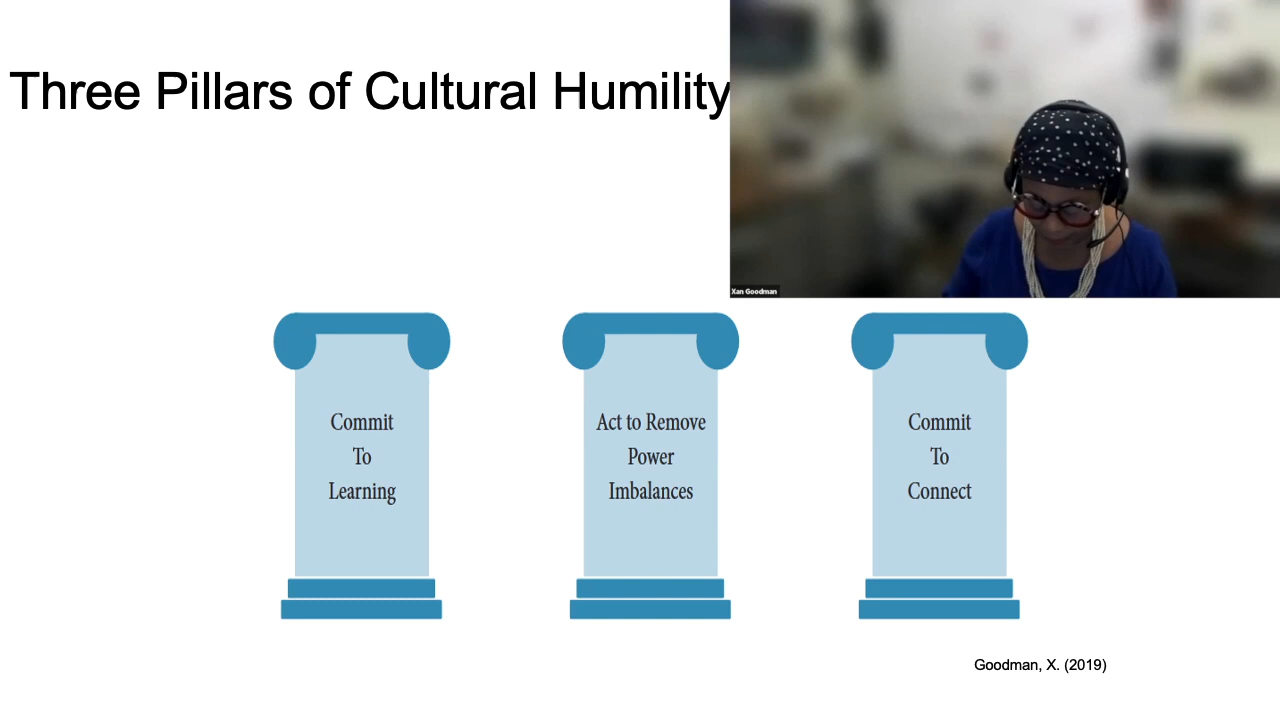 Three Pillars of Cultural Humility
Xan Goodman
Commit
To
Learning
Act to Remove
Power
Imbalances
Commit
To
Connect
Goodman, X. (2019)